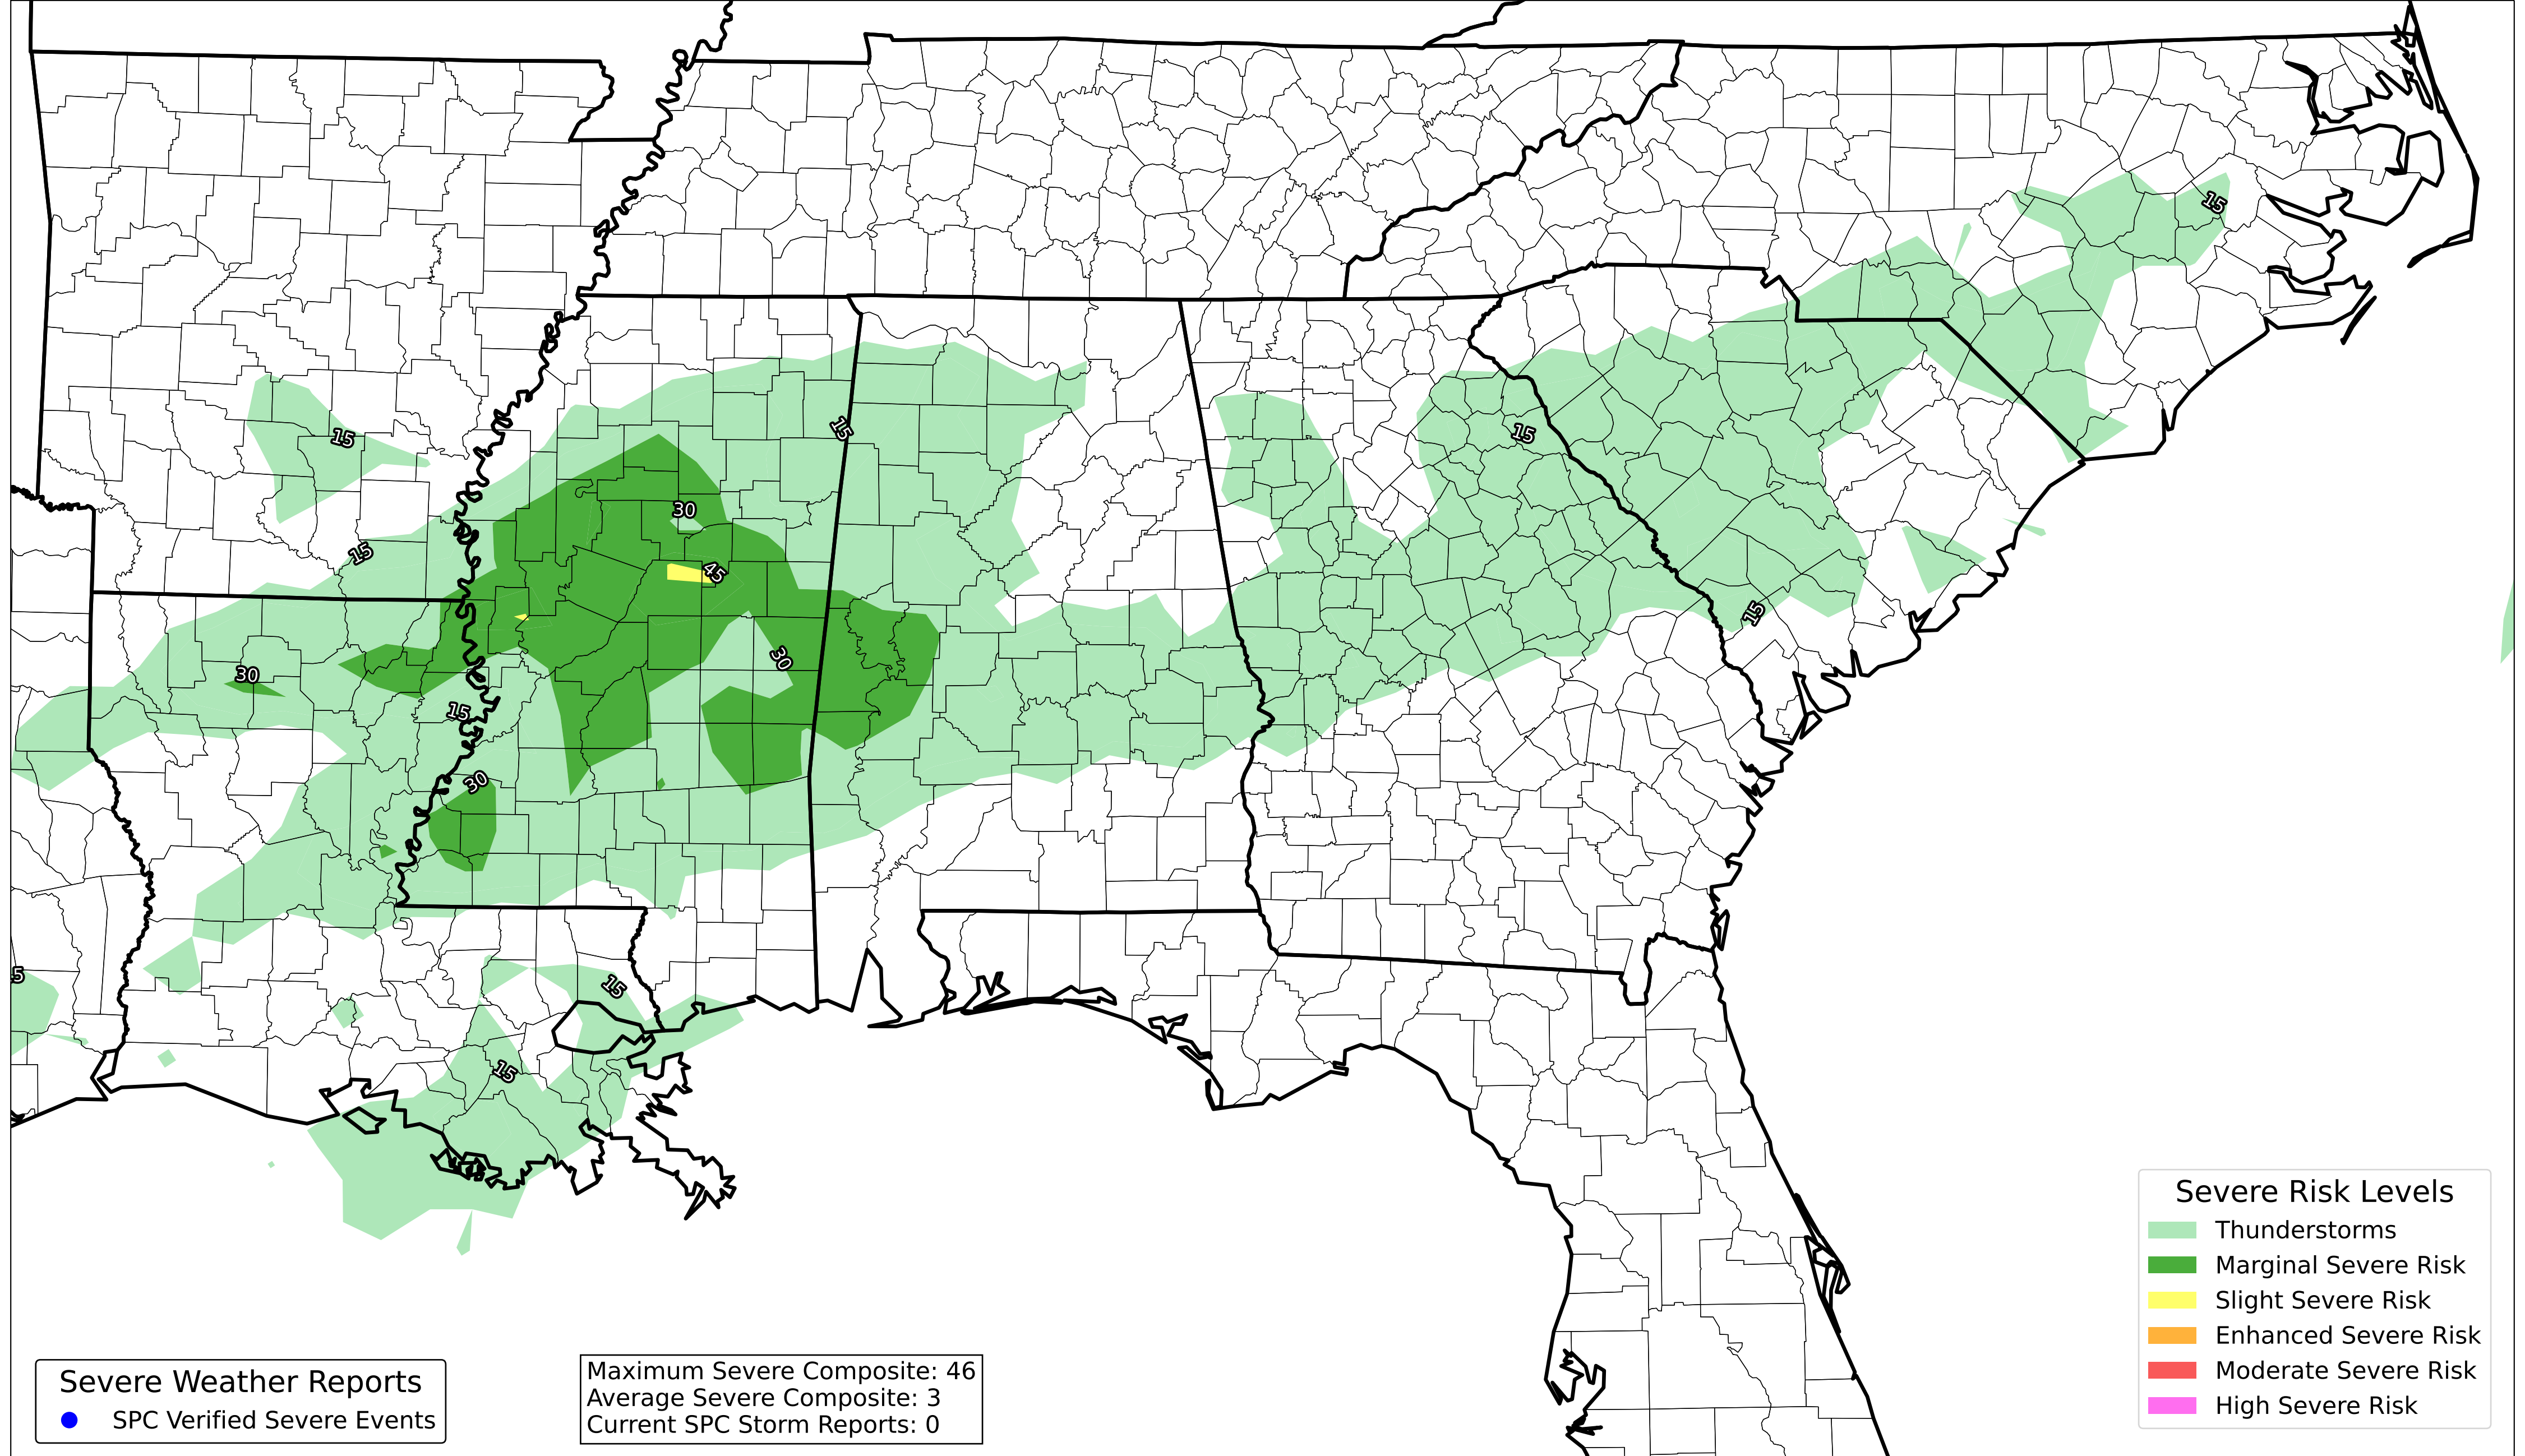 15
15
15
15
30
15
45
15
30
30
15
30
5
15
15
Severe Risk Levels
Thunderstorms
Marginal Severe Risk
Slight Severe Risk
Enhanced Severe Risk
Moderate Severe Risk
High Severe Risk
Severe Weather Reports
SPC Verified Severe Events
Maximum Severe Composite: 46
Average Severe Composite: 3
Current SPC Storm Reports: 0